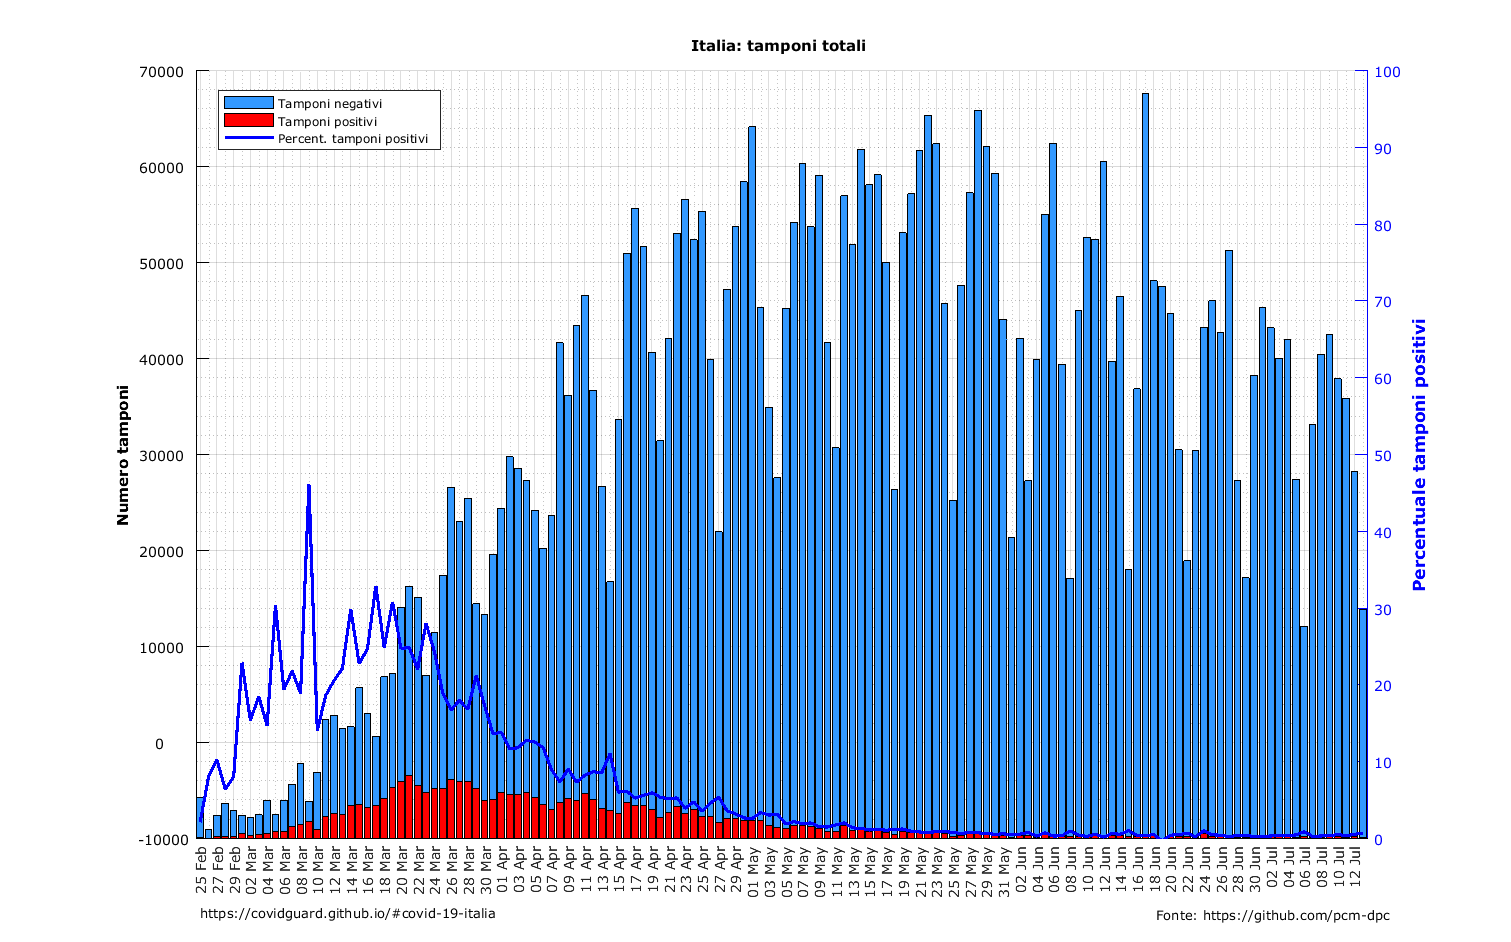 Italia: tamponi totali
Tamponi negativi
Tamponi positivi
Percent. tamponi positivi
Numero tamponi
70000
60000
50000
40000
30000
20000
10000
0
-10000
Percentuale tamponi positivi
100
90
80
70
60
50
40
30
20
10
0
25 Feb
27 Feb
29 Feb
02 Mar
04 Mar
06 Mar
08 Mar
10 Mar
12 Mar
14 Mar
16 Mar
18 Mar
20 Mar
22 Mar
24 Mar
26 Mar
28 Mar
30 Mar
01 Apr
03 Apr
05 Apr
07 Apr
09 Apr
11 Apr
13 Apr
15 Apr
17 Apr
19 Apr
21 Apr
23 Apr
25 Apr
27 Apr
29 Apr
01 May
03 May
05 May
07 May
09 May
11 May
13 May
15 May
17 May
19 May
21 May
23 May
25 May
27 May
29 May
31 May
02 Jun
04 Jun
06 Jun
08 Jun
10 Jun
12 Jun
14 Jun
16 Jun
18 Jun
20 Jun
22 Jun
24 Jun
26 Jun
28 Jun
30 Jun
02 Jul
04 Jul
06 Jul
08 Jul
10 Jul
12 Jul
https://covidguard.github.io/#covid-19-italia
Fonte: https://github.com/pcm-dpc